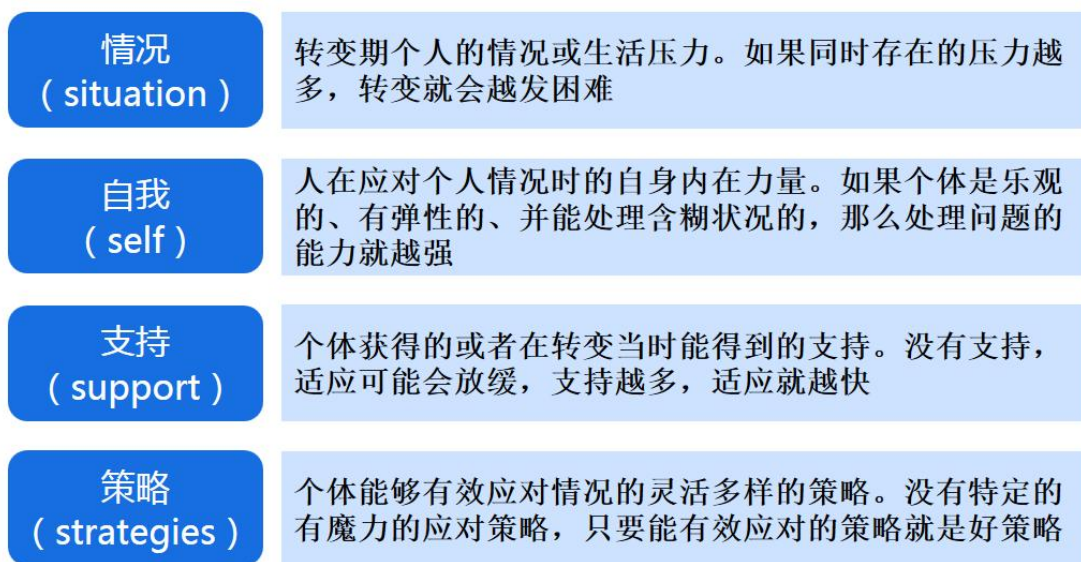 情况
（situation）
转变期个人的情况或生活压力。如果同时存在的压力越
多，转变就会越发困难
自我
（self）
人在应对个人情况时的自身内在力量。如果个体是乐观
的、有弹性的、并能处理含糊状况的，那么处理问题的
能力就越强
支持
（support）
个体获得的或者在转变当时能得到的支持。没有支持，
适应可能会放缓，支持越多，适应就越快
策略
（strategies）
个体能够有效应对情况的灵活多样的策略。没有特定的
有魔力的应对策略，只要能有效应对的策略就是好策略